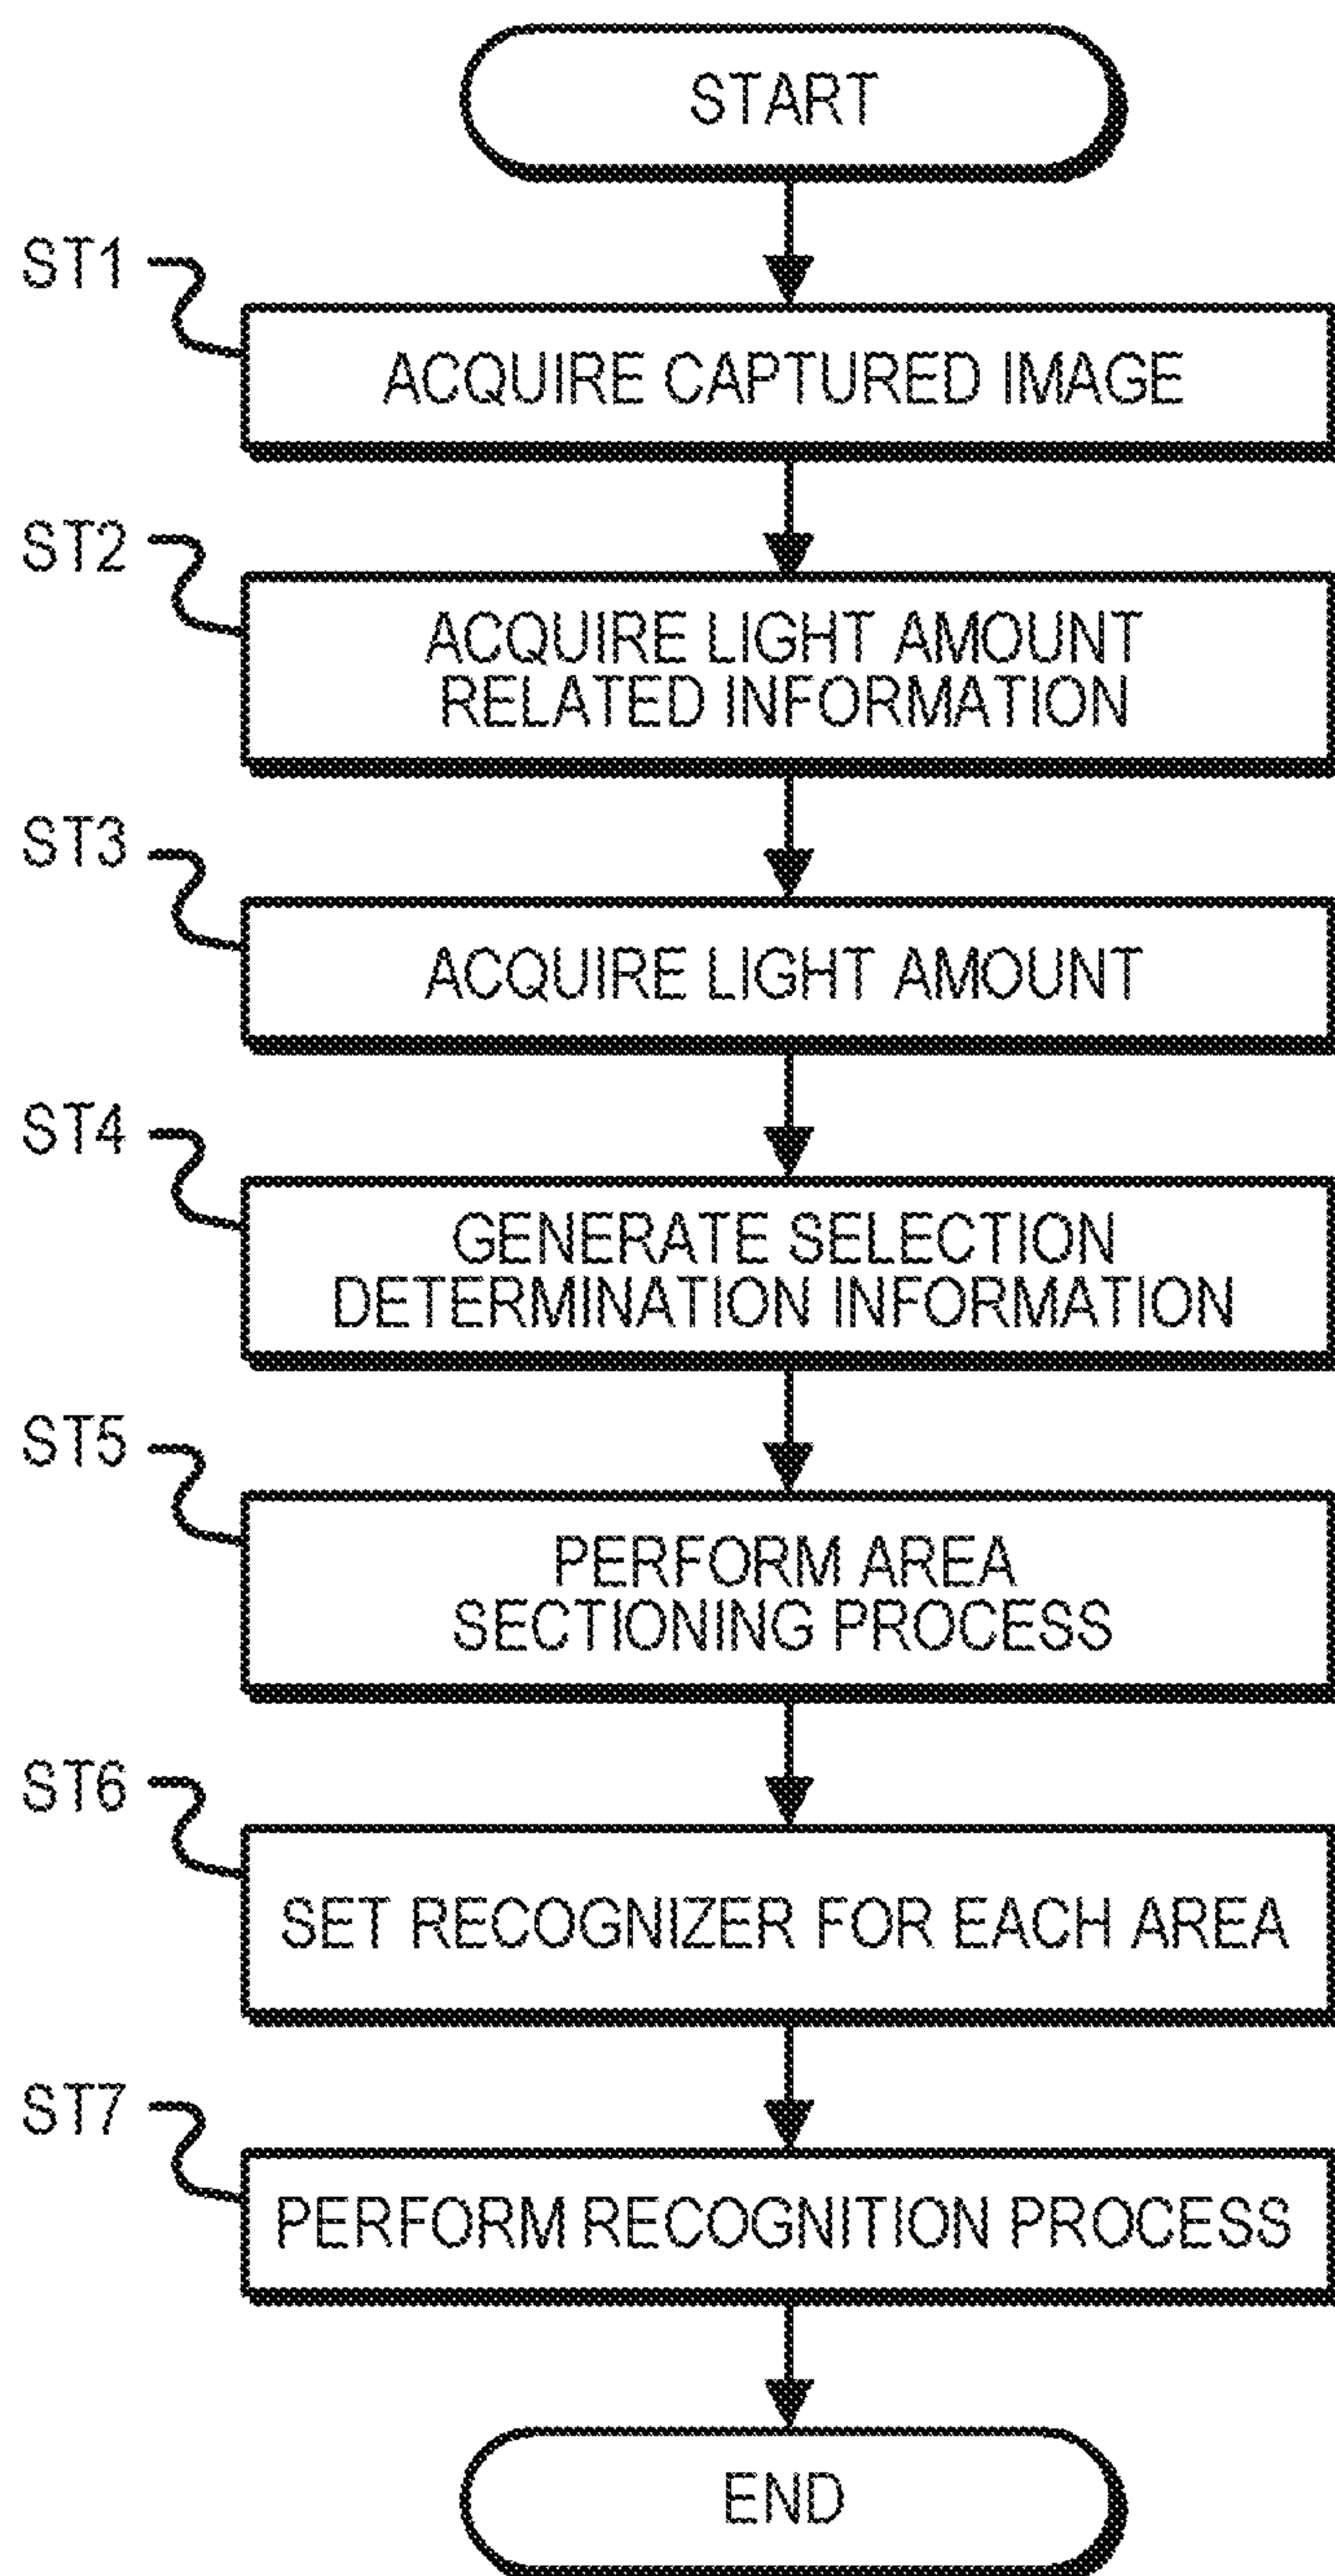 START
ST1
ACQUIRE CAPTURED IMAGE
ST2
ACQUIRE LIGHT AMOUNT
RELATED INFORMATION
ST3
ACQUIRE LIGHT AMOUNT
ST4
GENERATE SELECTION
DETERMINATION INFORMATION
ST5
PERFORM AREA
SECTIONING PROCESS
ST6
SET RECOGNIZER FOR EACH AREA
ST7
PERFORM RECOGNITION PROCESS
END